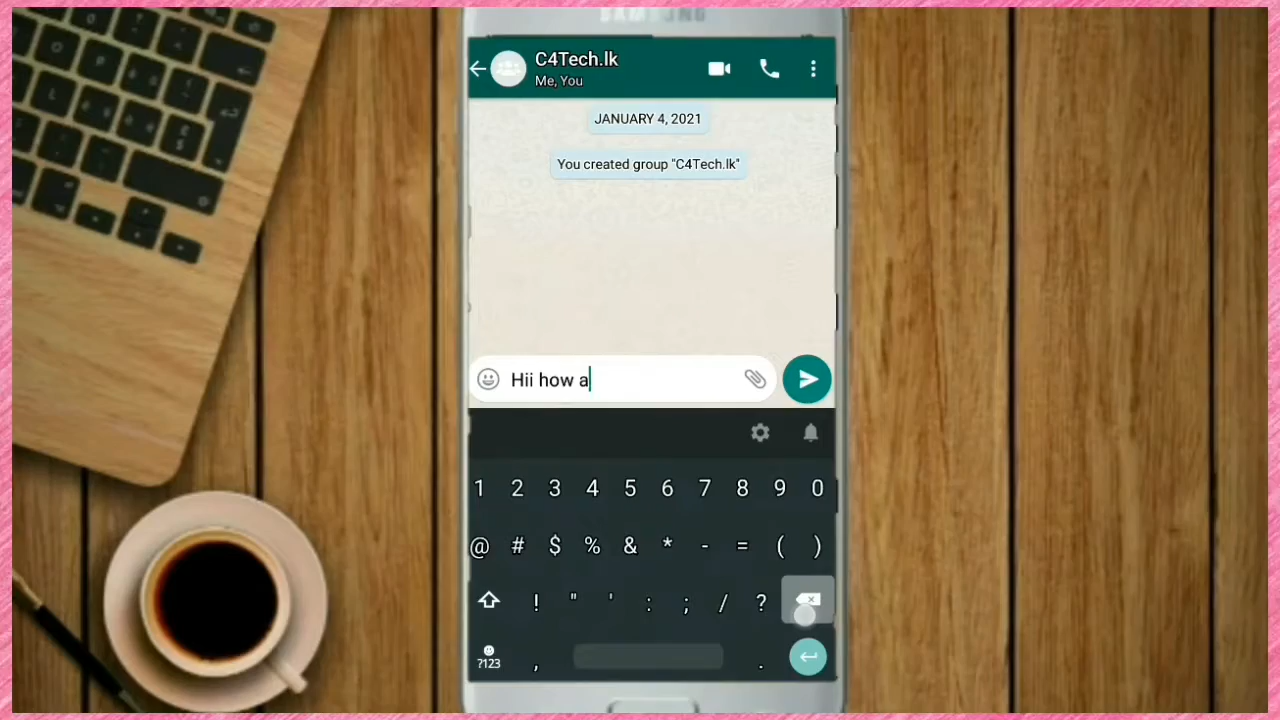 SAMSUNG
C4Tech.lk
Me, You
JANUARY 4, 2021
You created group "C4Tech.lk"
Hii how a
1 2 3 4 5 6 7 8 9 0
@ # $ % & * - = ( )
! " ' : ; / ?
?123 , .